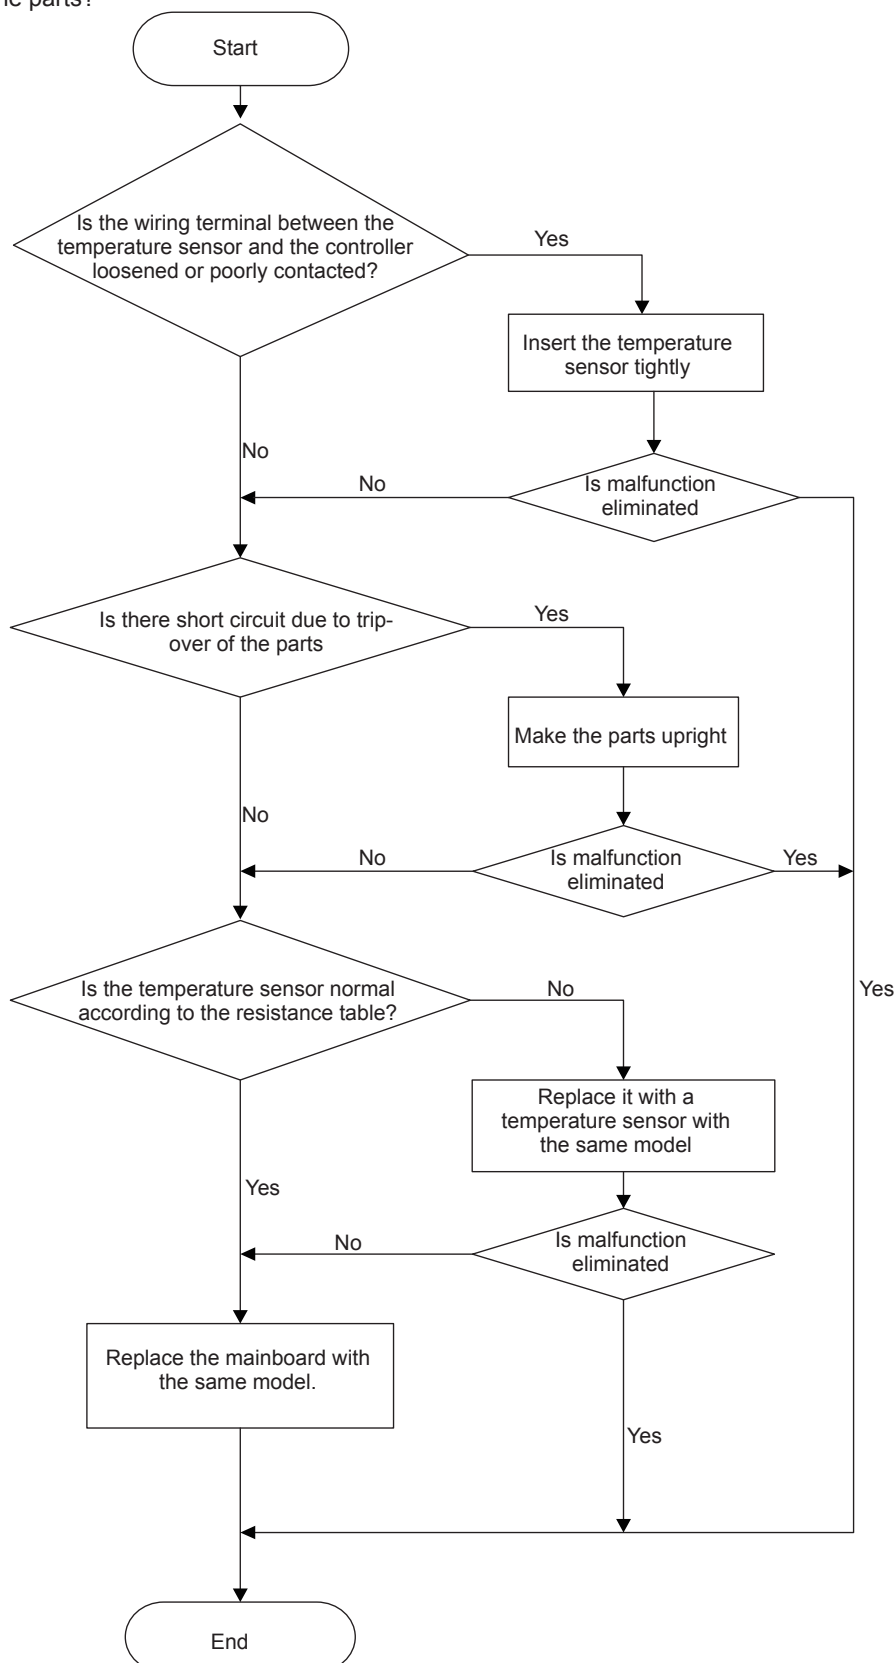 he parts?
Start
Is the wiring terminal between the
temperature sensor and the controller
loosened or poorly contacted?
Yes
Insert the temperature
sensor tightly
No
No
Is malfunction
eliminated
Is there short circuit due to trip-
over of the parts
Yes
Make the parts upright
No
No
Is malfunction
eliminated
Yes
Is the temperature sensor normal
according to the resistance table?
No
Yes
Replace it with a
temperature sensor with
the same model
Yes
No
Is malfunction
eliminated
Replace the mainboard with
the same model.
Yes
End